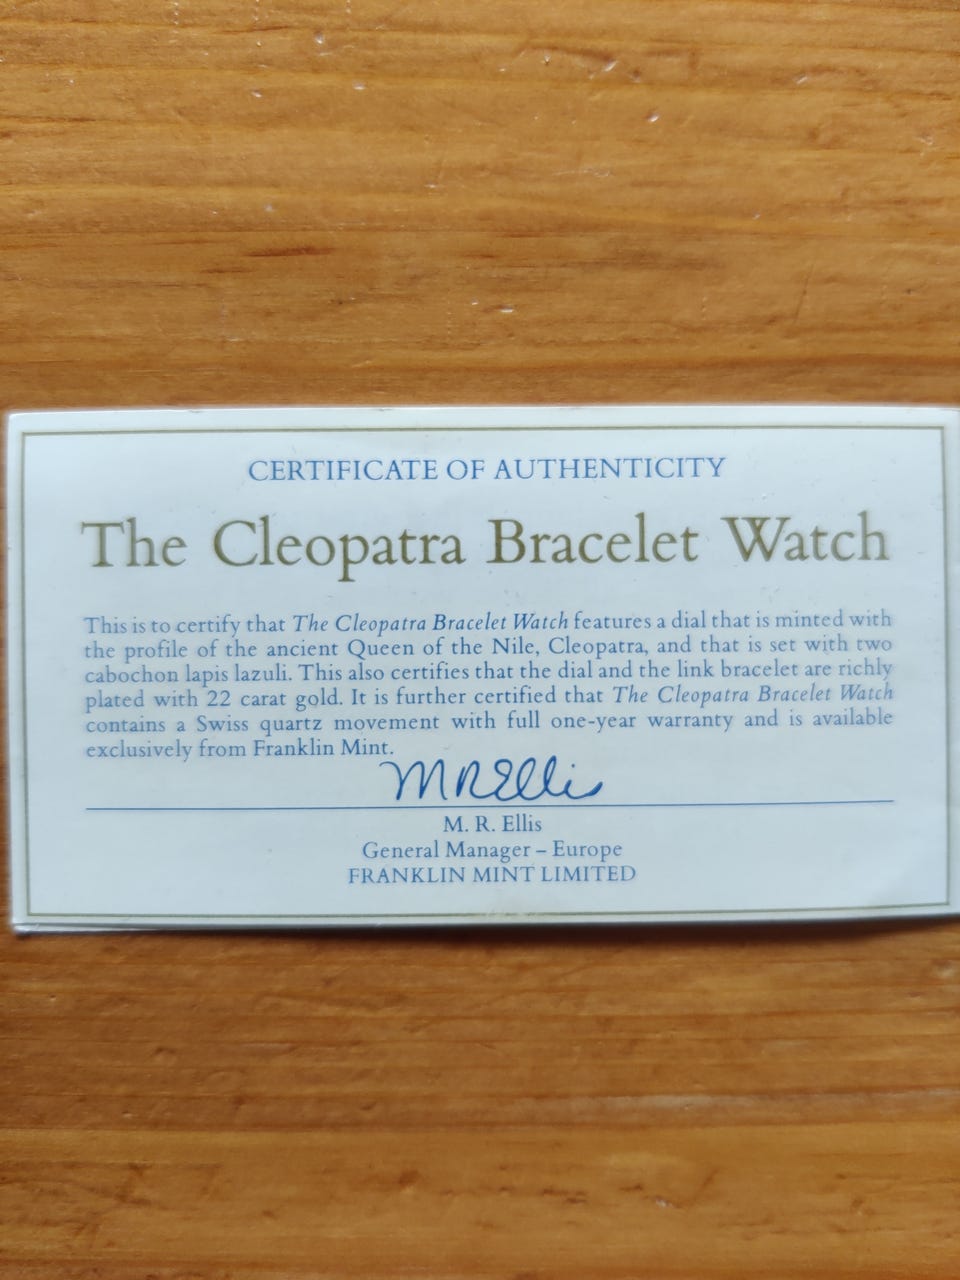 CERTIFICATE OF AUTHENTICITY
The Cleopatra Bracelet Watch
This is to certify that The Cleopatra Bracelet Watch features a dial that is minted with
the profile of the ancient Queen of the Nile, Cleopatra, and that is set with two
cabochon lapis lazuli. This also certifies that the dial and the link bracelet are richly
plated with 22 carat gold. It is further certified that The Cleopatra Bracelet Watch
contains a Swiss quartz movement with full one-year warranty and is available
exclusively from Franklin Mint.
M R Ellis
M. R. Ellis
General Manager – Europe
FRANKLIN MINT LIMITED